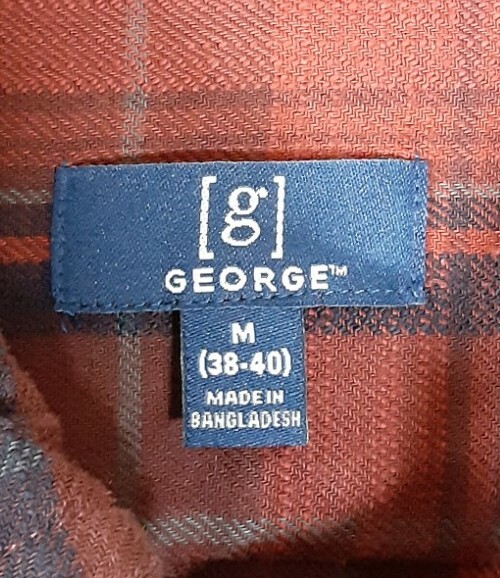 [g]
GEORGE™
M
(38-40)
MADE IN
BANGLADESH